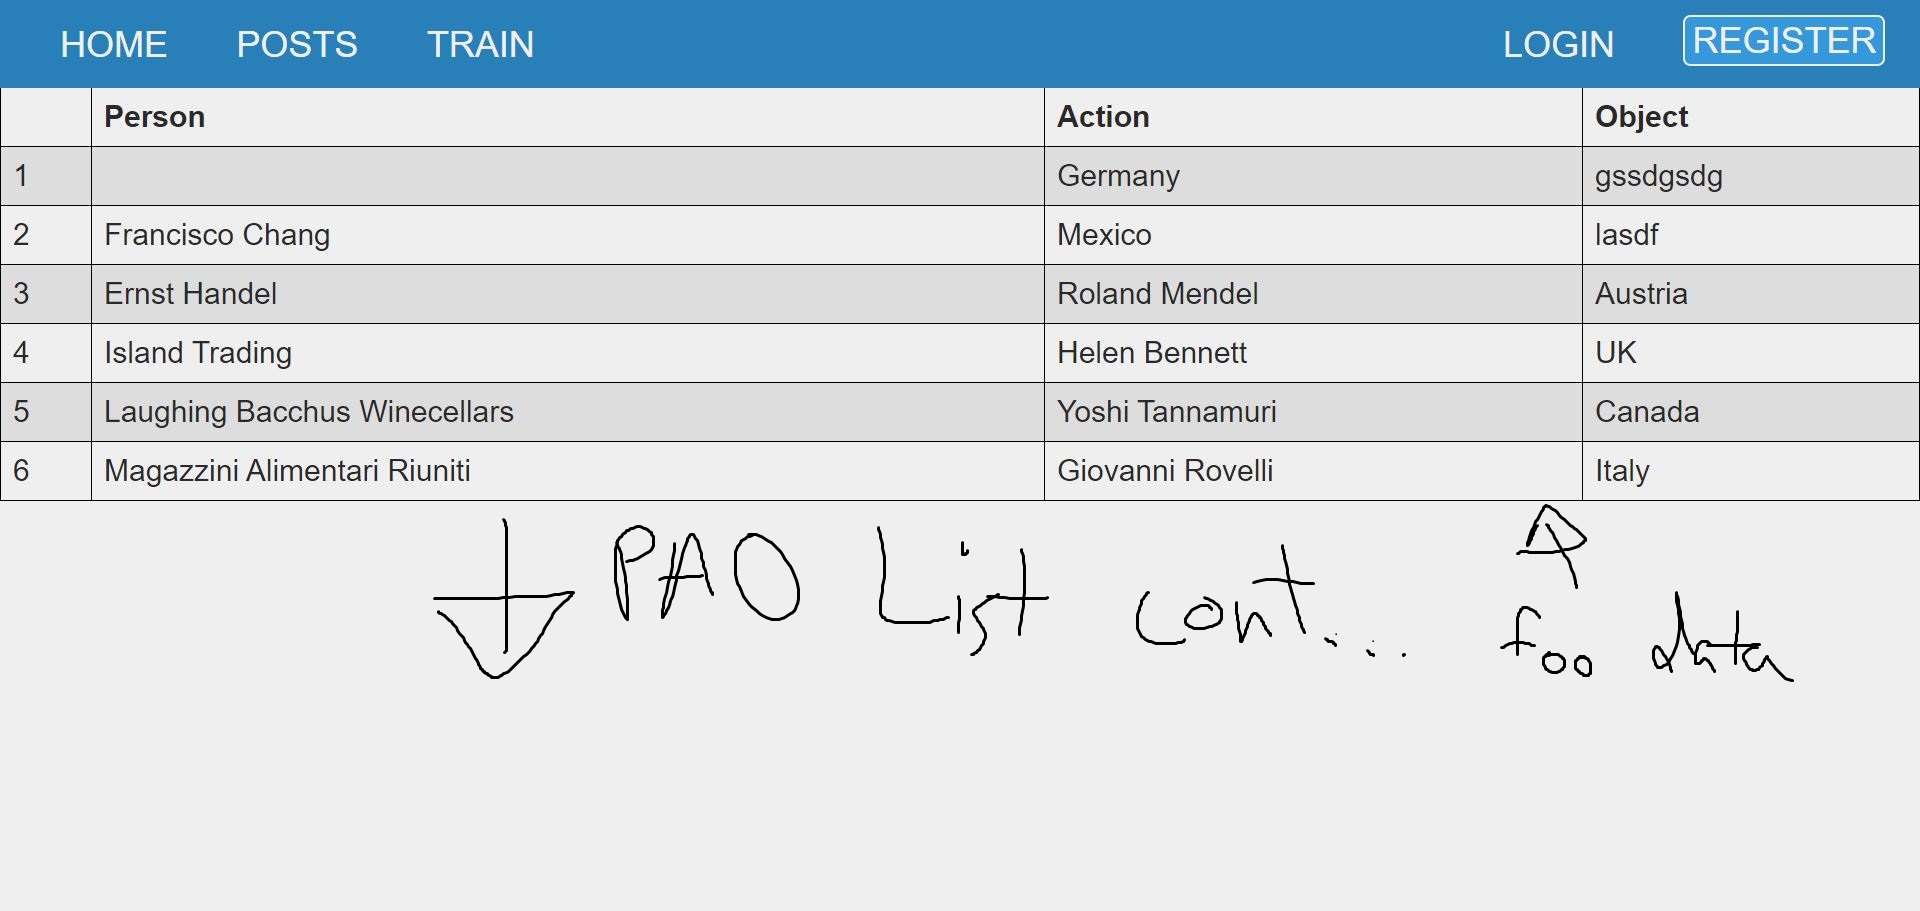 HOME POSTS TRAIN LOGIN REGISTER
Person Action Object
1 Germany gssdgsdg
2 Francisco Chang Mexico lasdf
3 Ernst Handel Roland Mendel Austria
4 Island Trading Helen Bennett UK
5 Laughing Bacchus Winecellars Yoshi Tannamuri Canada
6 Magazzini Alimentari Riuniti Giovanni Rovelli Italy
PAO List cont... foo data